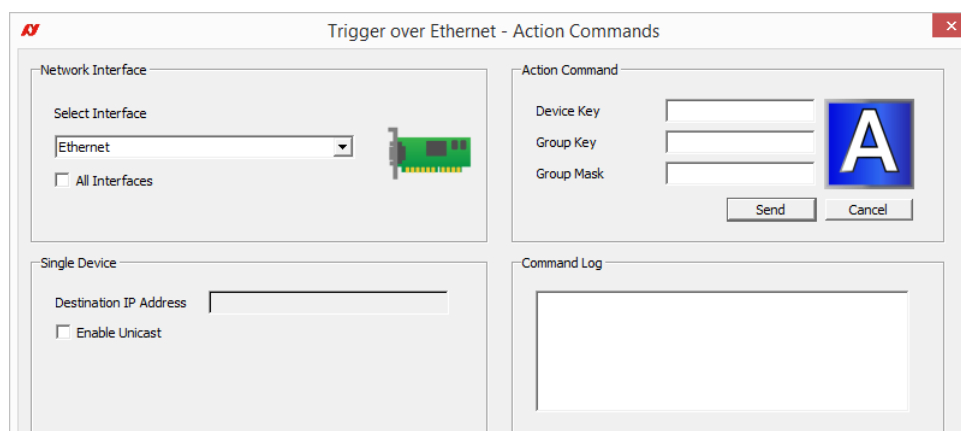 Trigger over Ethernet - Action Commands
Network Interface
Select Interface
Ethernet
All Interfaces
Action Command
Device Key
Group Key
Group Mask
A
Send Cancel
Single Device
Destination IP Address
Enable Unicast
Command Log